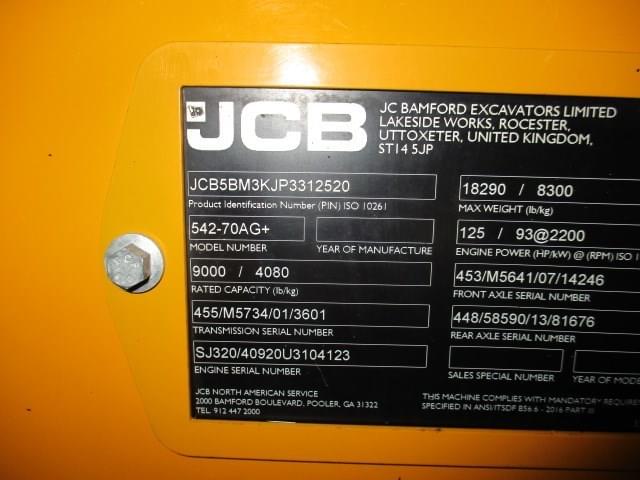 JCB
JC BAMFORD EXCAVATORS LIMITED
LAKESIDE WORKS, ROCESTER,
UTTOXETER, UNITED KINGDOM,
ST14 5JP
JCB5BM3KJP3312520
Product Identification Number (PIN) ISO 10261
542-70AG+
MODEL NUMBER
YEAR OF MANUFACTURE
9000 / 4080
RATED CAPACITY (lb/kg)
455/M5734/01/3601
TRANSMISSION SERIAL NUMBER
SJ320/40920U3104123
ENGINE SERIAL NUMBER
JCB NORTH AMERICAN SERVICE
2000 BAMFORD BOULEVARD, POOLER, GA 31322
TEL. 912 447 2000
18290 / 8300
MAX WEIGHT (lb/kg)
125 / 93@2200
ENGINE POWER (HP/kW) @ (RPM) ISO
453/M5641/07/14246
FRONT AXLE SERIAL NUMBER
448/58590/13/81676
REAR AXLE SERIAL NUMBER
SALES SPECIAL NUMBER
YEAR OF
THIS MACHINE COMPLIES WITH MANDATORY
SPECIFIED IN ANSI/ITSDF B56.6 - 2016 PART III